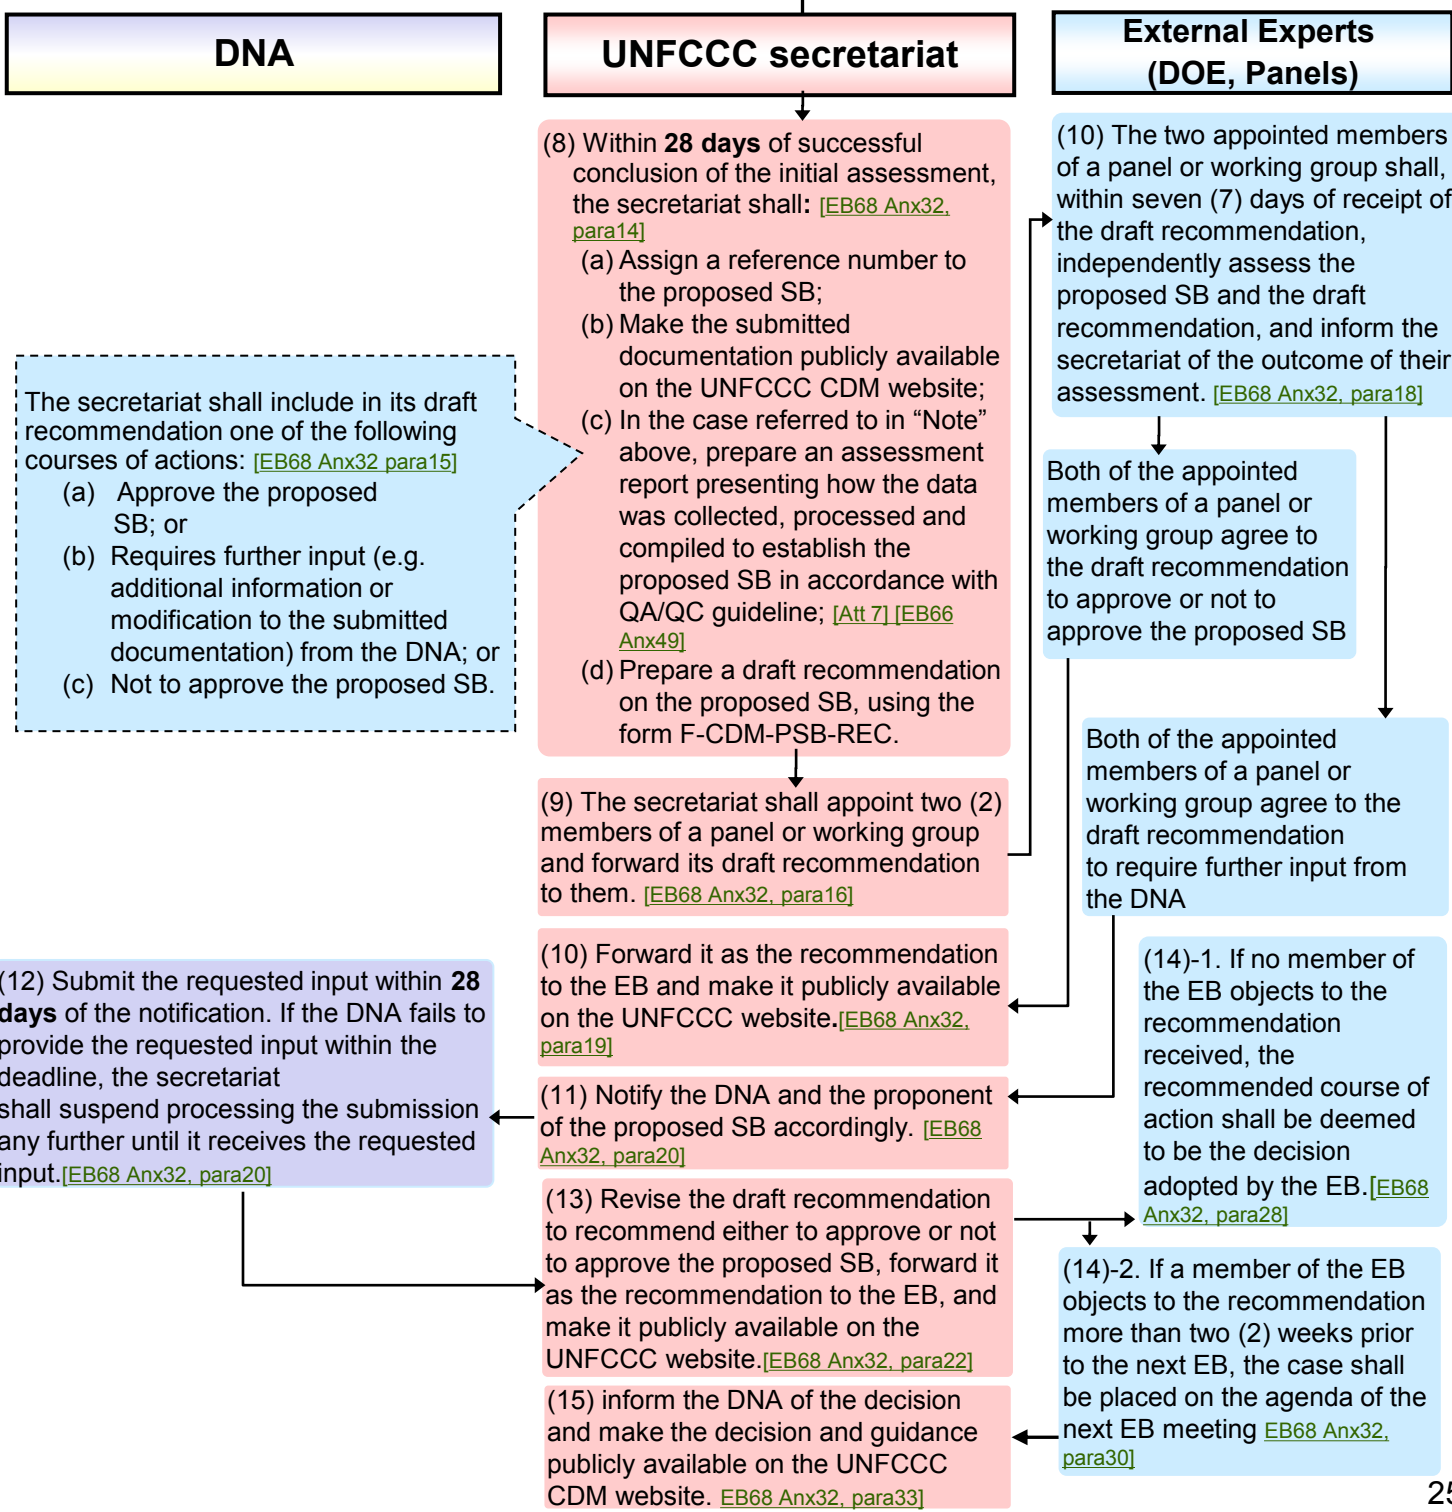 DNA
UNFCCC secretariat
External Experts
(DOE, Panels)
(8) Within 28 days of successful
conclusion of the initial assessment,
the secretariat shall: [EB68 Anx32,
para14]
(a) Assign a reference number to
the proposed SB;
(b) Make the submitted
documentation publicly available
on the UNFCCC CDM website;
(c) In the case referred to in “Note”
above, prepare an assessment
report presenting how the data
was collected, processed and
compiled to establish the
proposed SB in accordance with
QA/QC guideline; [Att 7] [EB66
Anx49]
(d) Prepare a draft recommendation
on the proposed SB, using the
form F-CDM-PSB-REC.
The secretariat shall include in its draft
recommendation one of the following
courses of actions: [EB68 Anx32 para15]
(a) Approve the proposed
SB; or
(b) Requires further input (e.g.
additional information or
modification to the submitted
documentation) from the DNA; or
(c) Not to approve the proposed SB.
(9) The secretariat shall appoint two (2)
members of a panel or working group
and forward its draft recommendation
to them. [EB68 Anx32, para16]
(10) The two appointed members
of a panel or working group shall,
within seven (7) days of receipt of
the draft recommendation,
independently assess the
proposed SB and the draft
recommendation, and inform the
secretariat of the outcome of their
assessment. [EB68 Anx32, para18]
Both of the appointed
members of a panel or
working group agree to
the draft recommendation
to approve or not to
approve the proposed SB
Both of the appointed
members of a panel or
working group agree to the
draft recommendation
to require further input from
the DNA
(10) Forward it as the recommendation
to the EB and make it publicly available
on the UNFCCC website.[EB68 Anx32,
para19]
(11) Notify the DNA and the proponent
of the proposed SB accordingly. [EB68
Anx32, para20]
(12) Submit the requested input within 28
days of the notification. If the DNA fails to
provide the requested input within the
deadline, the secretariat
shall suspend processing the submission
any further until it receives the requested
input.[EB68 Anx32, para20]
(13) Revise the draft recommendation
to recommend either to approve or not
to approve the proposed SB, forward it
as the recommendation to the EB, and
make it publicly available on the
UNFCCC website.[EB68 Anx32, para22]
(14)-1. If no member of
the EB objects to the
recommendation
received, the
recommended course of
action shall be deemed
to be the decision
adopted by the EB.[EB68
Anx32, para28]
(14)-2. If a member of the EB
objects to the recommendation
more than two (2) weeks prior
to the next EB, the case shall
be placed on the agenda of the
next EB meeting EB68 Anx32,
para30]
(15) inform the DNA of the decision
and make the decision and guidance
publicly available on the UNFCCC
CDM website. EB68 Anx32, para33]
25